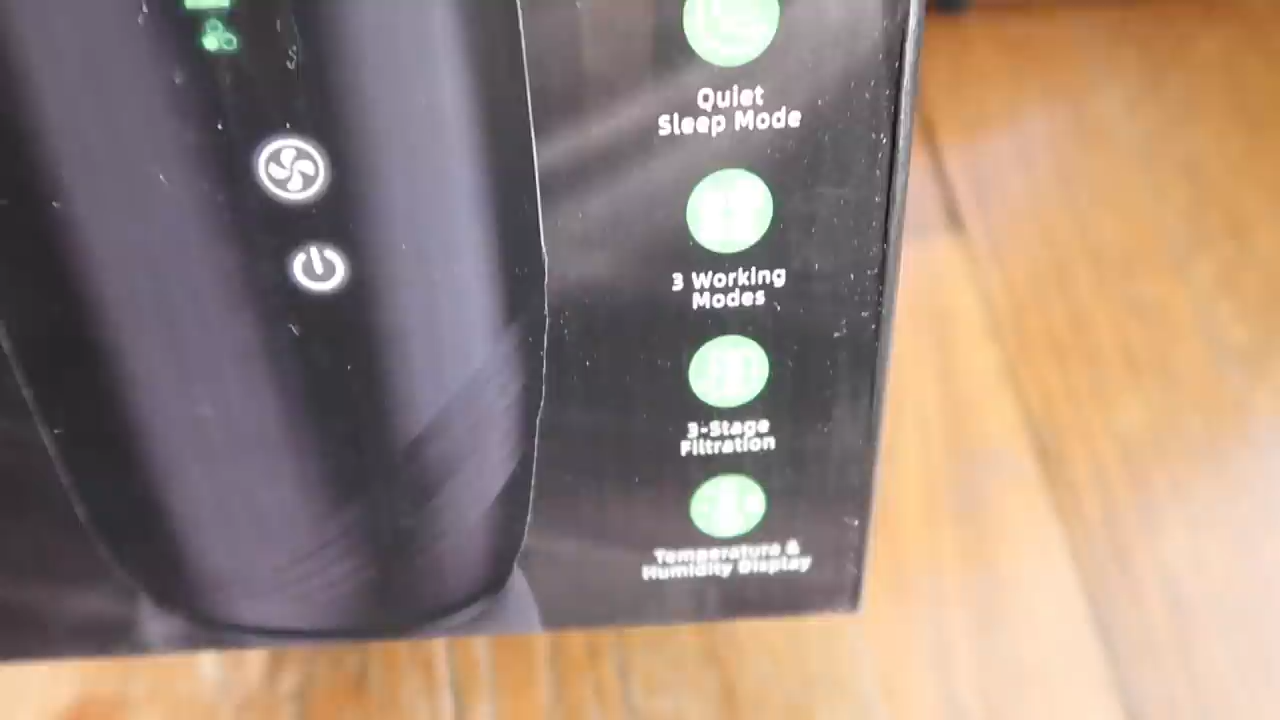 Quiet
Sleep Mode
3 Working
Modes
3-Stage
Filtration
Temperature &
Humidity Display